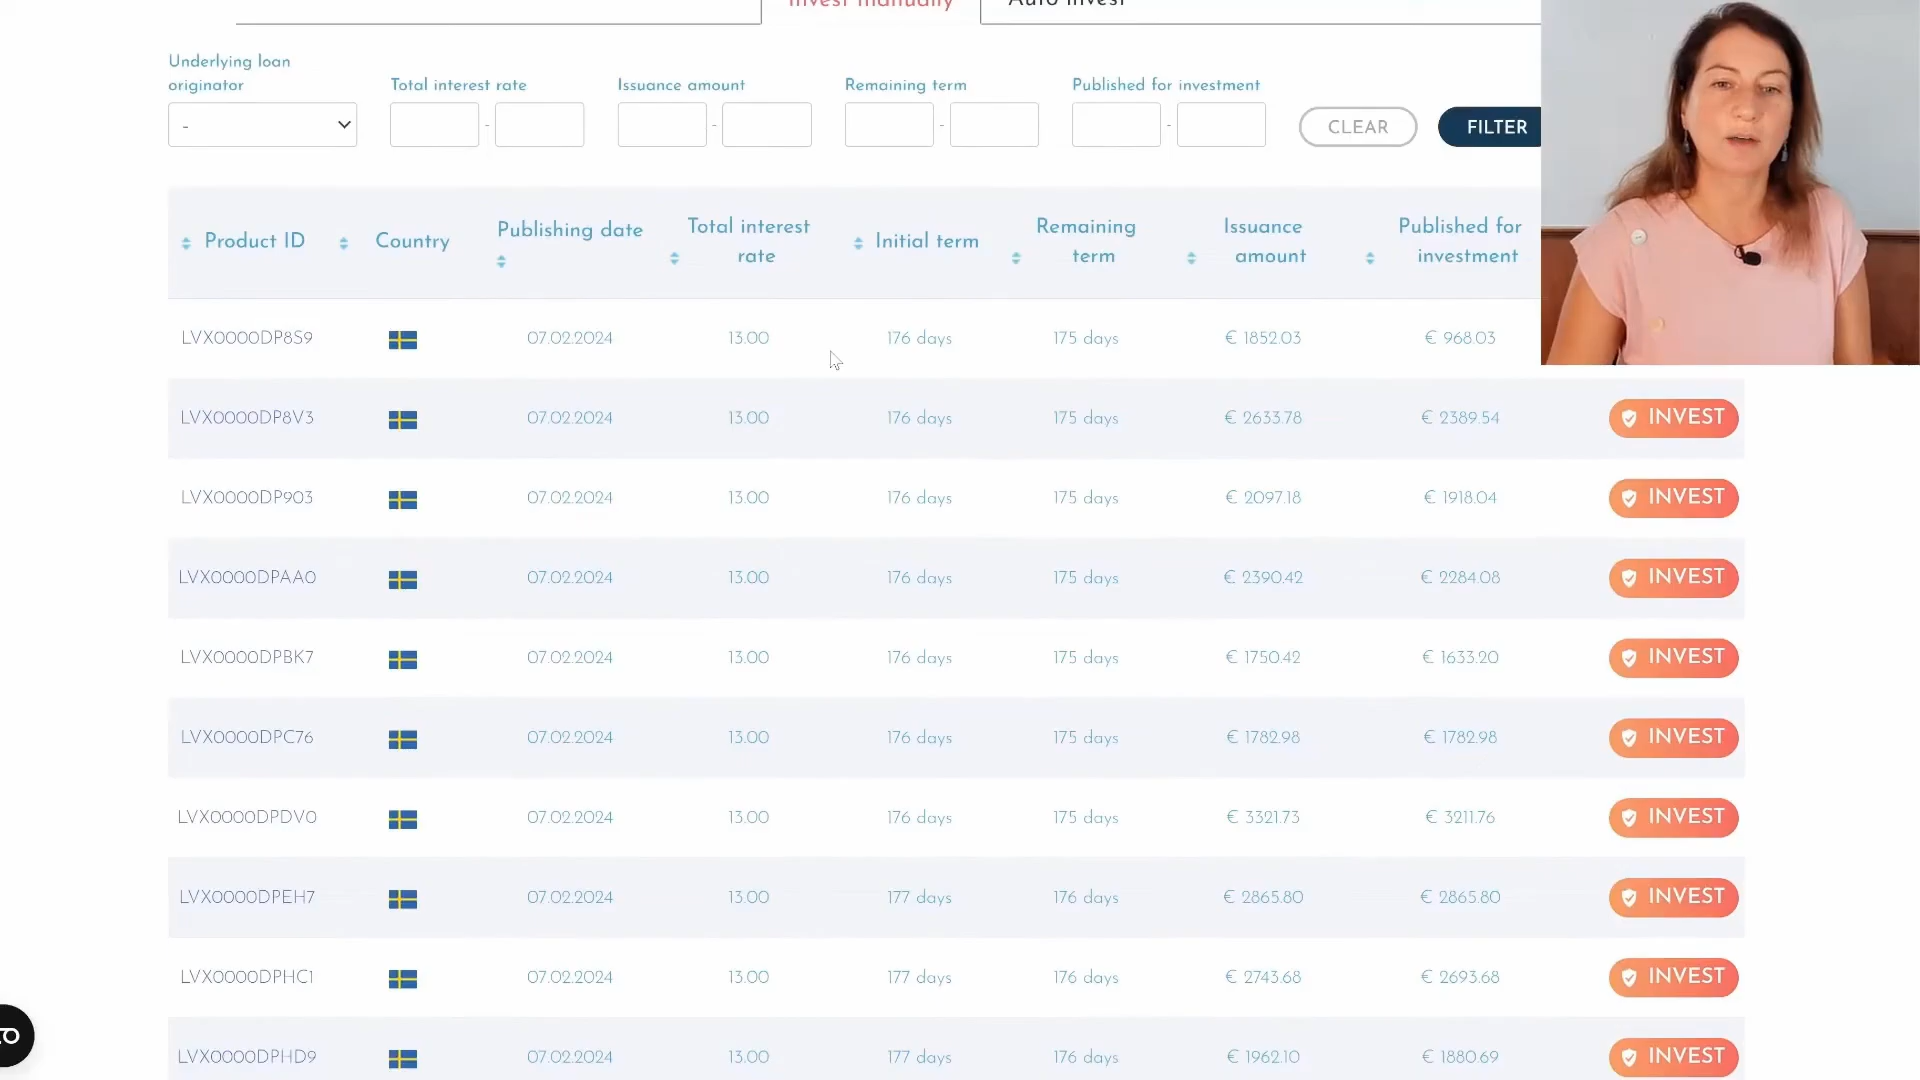 Invest manually
Auto Invest
Underlying loan
originator
Total interest rate
Issuance amount
Remaining term
Published for investment
-
-
-
-
-
CLEAR
FILTER
Product ID
Country
Publishing date
Total interest
rate
Initial term
Remaining
term
Issuance
amount
Published for
investment
LVX0000DP8S9 07.02.2024 13.00 176 days 175 days € 1852.03 € 968.03
LVX0000DP8V3 07.02.2024 13.00 176 days 175 days € 2633.78 € 2389.54 INVEST
LVX0000DP903 07.02.2024 13.00 176 days 175 days € 2097.18 € 1918.04 INVEST
LVX0000DPAA0 07.02.2024 13.00 176 days 175 days € 2390.42 € 2284.08 INVEST
LVX0000DPBK7 07.02.2024 13.00 176 days 175 days € 1750.42 € 1633.20 INVEST
LVX0000DPC76 07.02.2024 13.00 176 days 175 days € 1782.98 € 1782.98 INVEST
LVX0000DPDV0 07.02.2024 13.00 176 days 175 days € 3321.73 € 3211.76 INVEST
LVX0000DPEH7 07.02.2024 13.00 177 days 176 days € 2865.80 € 2865.80 INVEST
LVX0000DPHC1 07.02.2024 13.00 177 days 176 days € 2743.68 € 2693.68 INVEST
LVX0000DPHD9 07.02.2024 13.00 177 days 176 days € 1962.10 € 1880.69 INVEST